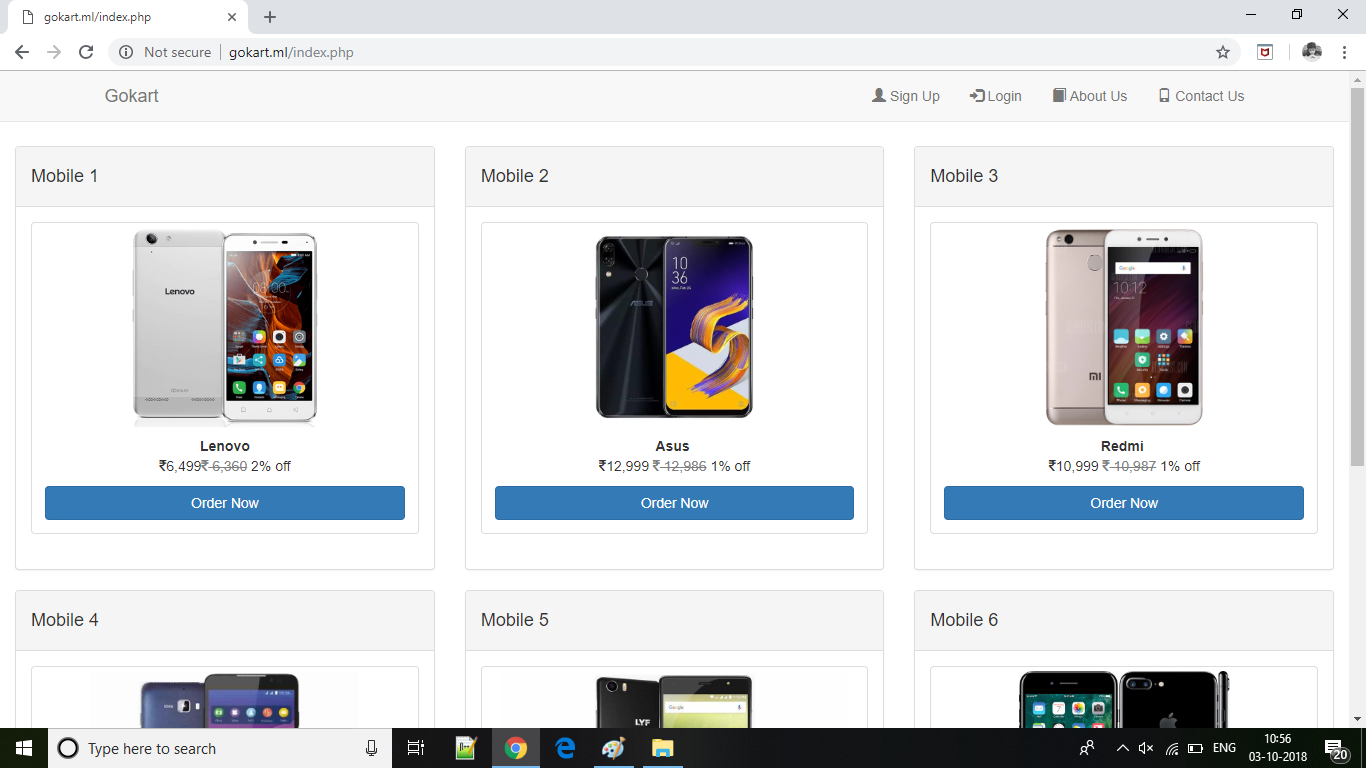 gokart.ml/index.php
Not secure gokart.ml/index.php
Gokart Sign Up Login About Us Contact Us
Mobile 1 Mobile 2 Mobile 3
Lenovo
ASUS
10
36
Google
10:12
MI
Lenovo Asus Redmi
₹6,499₹ 6,360 2% off ₹12,999 ₹ 12,986 1% off ₹10,999 ₹ 10,987 1% off
Order Now Order Now Order Now
Mobile 4 Mobile 5 Mobile 6
Google
LYF
Type here to search
ENG
10:56
03-10-2018
20